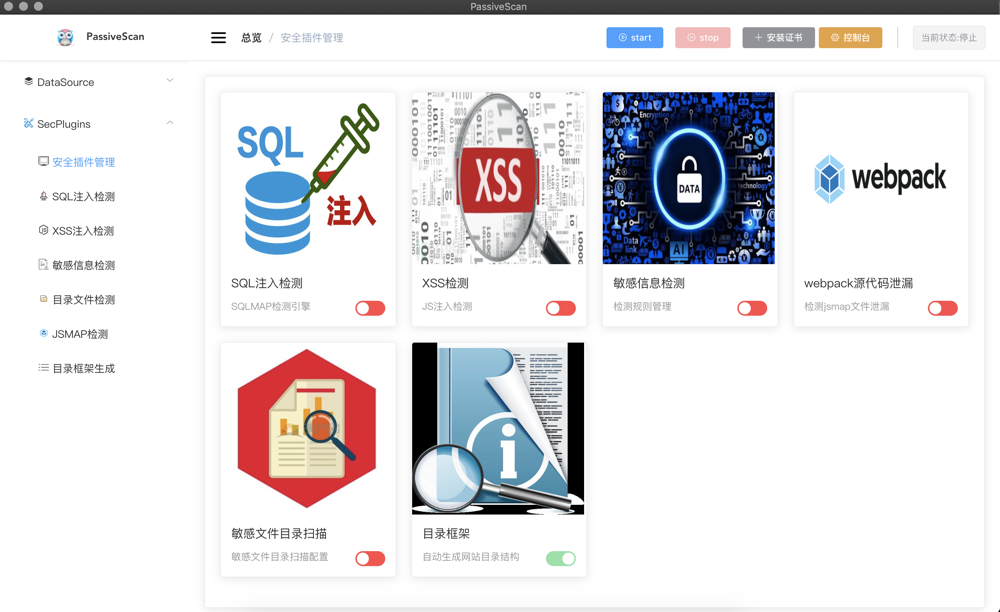 PassiveScan
PassiveScan
总览 / 安全插件管理
start
stop
安装证书
控制台
当前状态:停止
DataSource
SecPlugins
安全插件管理
SQL注入检测
XSS注入检测
敏感信息检测
目录文件检测
JSMAP检测
目录框架生成
SQL
注入
SQL注入检测
SQLMAP检测引擎
XSS
XSS检测
JS注入检测
Encryption
DATA
technology
Data
AI
敏感信息检测
检测规则管理
webpack
webpack源代码泄漏
检测jsmap文件泄漏
敏感文件目录扫描
敏感文件目录扫描配置
i
目录框架
自动生成网站目录结构